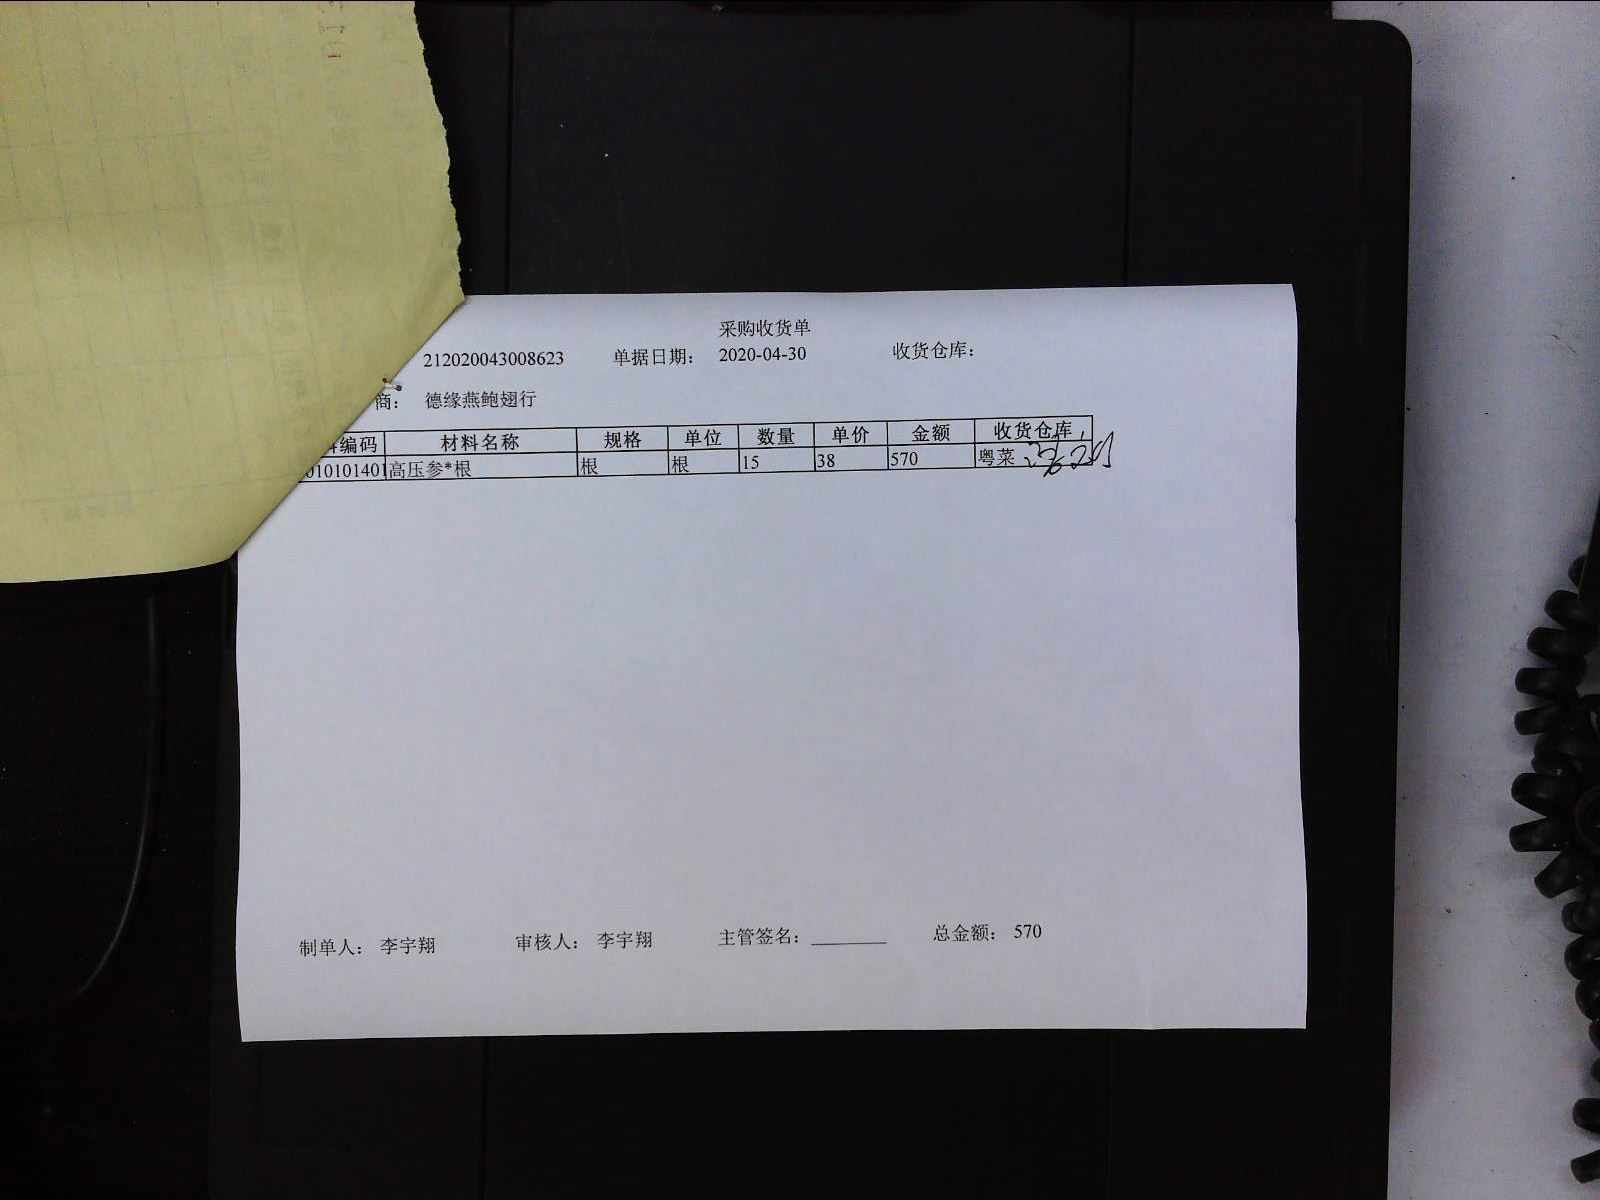 采购收货单
212020043008623 单据日期： 2020-04-30 收货仓库：
商： 德缘燕鲍翅行
编码 材料名称 规格 单位 数量 单价 金额 收货仓库
010101401 高压参*根 根 根 15 38 570 粤菜
制单人： 李宇翔 审核人： 李宇翔 主管签名：________ 总金额： 570